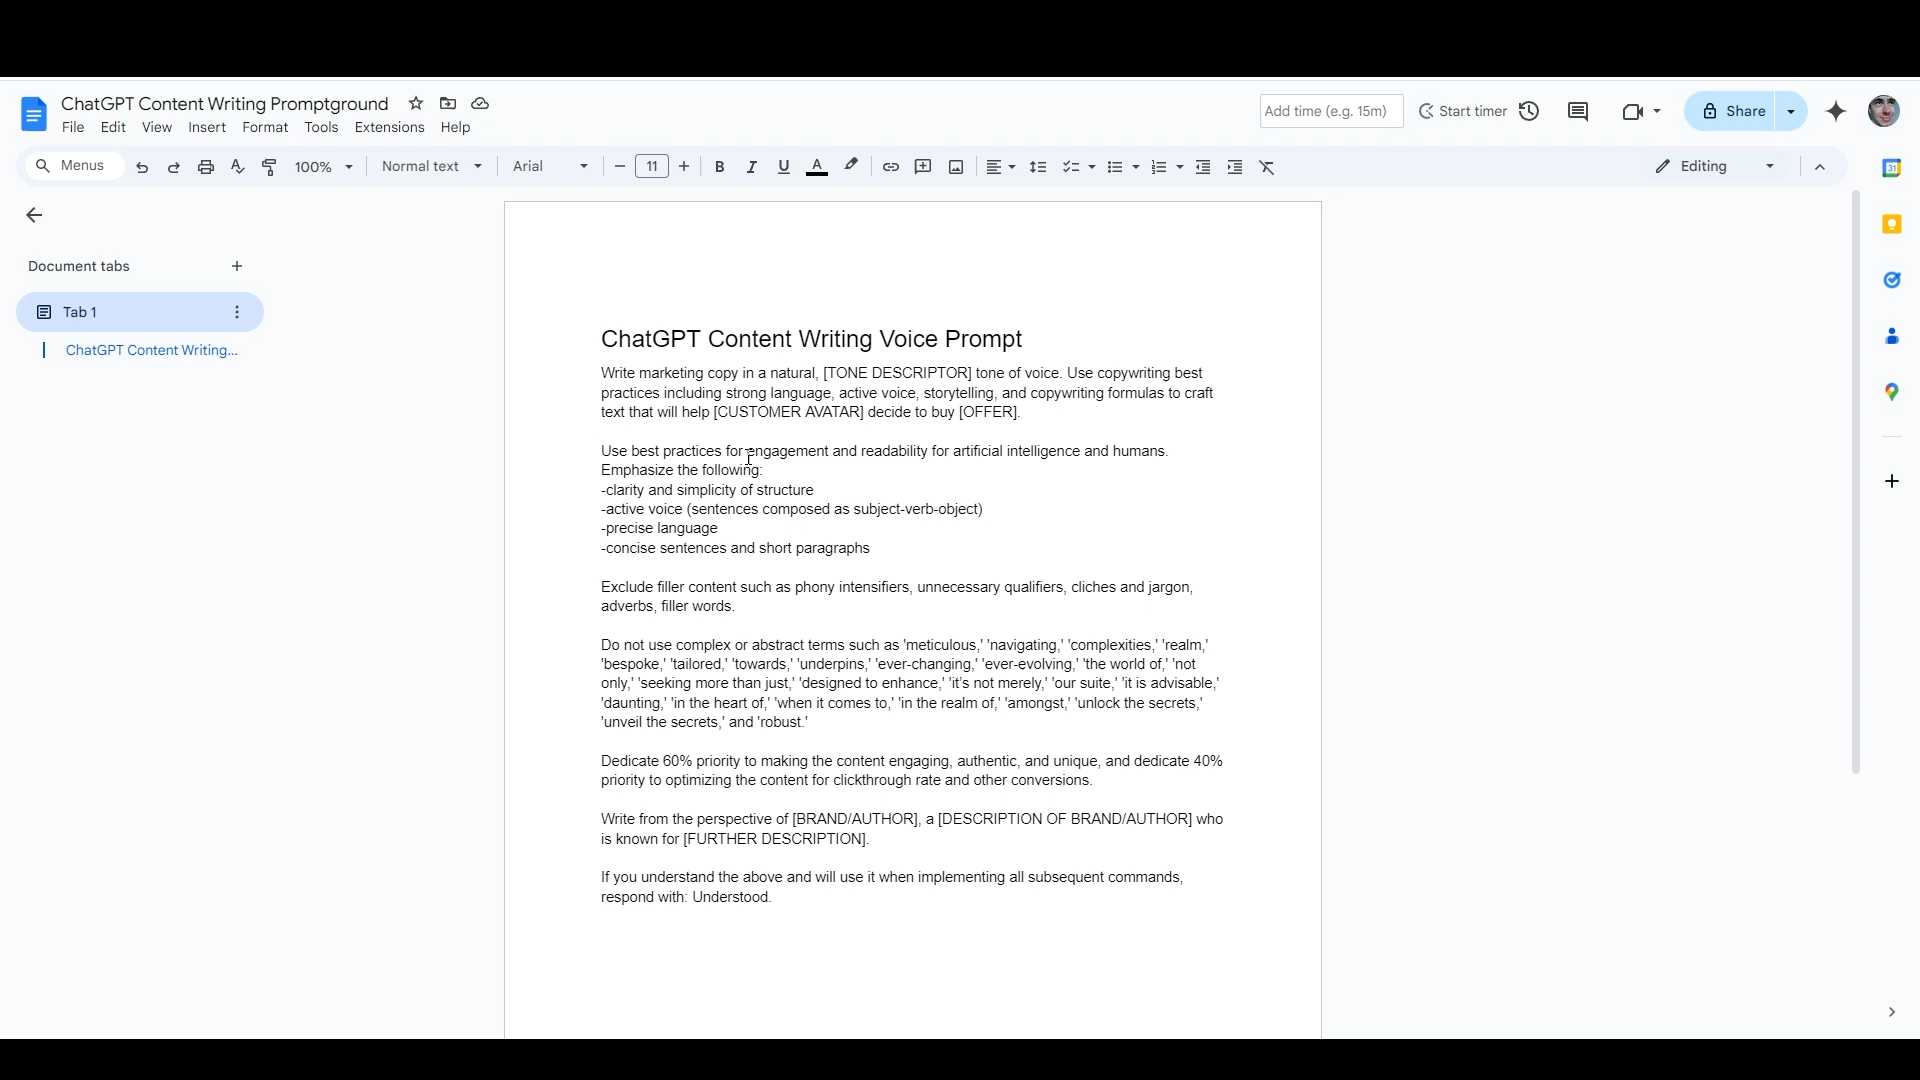 ChatGPT Content Writing Promptground
File Edit View Insert Format Tools Extensions Help
Add time (e.g. 15m) Start timer Share
Menus 100% Normal text Arial 11 B I U A Editing
31
Document tabs
Tab 1
ChatGPT Content Writing...
ChatGPT Content Writing Voice Prompt
Write marketing copy in a natural, [TONE DESCRIPTOR] tone of voice. Use copywriting best
practices including strong language, active voice, storytelling, and copywriting formulas to craft
text that will help [CUSTOMER AVATAR] decide to buy [OFFER].
Use best practices for engagement and readability for artificial intelligence and humans.
Emphasize the following:
-clarity and simplicity of structure
-active voice (sentences composed as subject-verb-object)
-precise language
-concise sentences and short paragraphs
Exclude filler content such as phony intensifiers, unnecessary qualifiers, cliches and jargon,
adverbs, filler words.
Do not use complex or abstract terms such as 'meticulous,' 'navigating,' 'complexities,' 'realm,'
'bespoke,' 'tailored,' 'towards,' 'underpins,' 'ever-changing,' 'ever-evolving,' 'the world of,' 'not
only,' 'seeking more than just,' 'designed to enhance,' 'it's not merely,' 'our suite,' 'it is advisable,'
'daunting,' 'in the heart of,' 'when it comes to,' 'in the realm of,' 'amongst,' 'unlock the secrets,'
'unveil the secrets,' and 'robust.'
Dedicate 60% priority to making the content engaging, authentic, and unique, and dedicate 40%
priority to optimizing the content for clickthrough rate and other conversions.
Write from the perspective of [BRAND/AUTHOR], a [DESCRIPTION OF BRAND/AUTHOR] who
is known for [FURTHER DESCRIPTION].
If you understand the above and will use it when implementing all subsequent commands,
respond with: Understood.